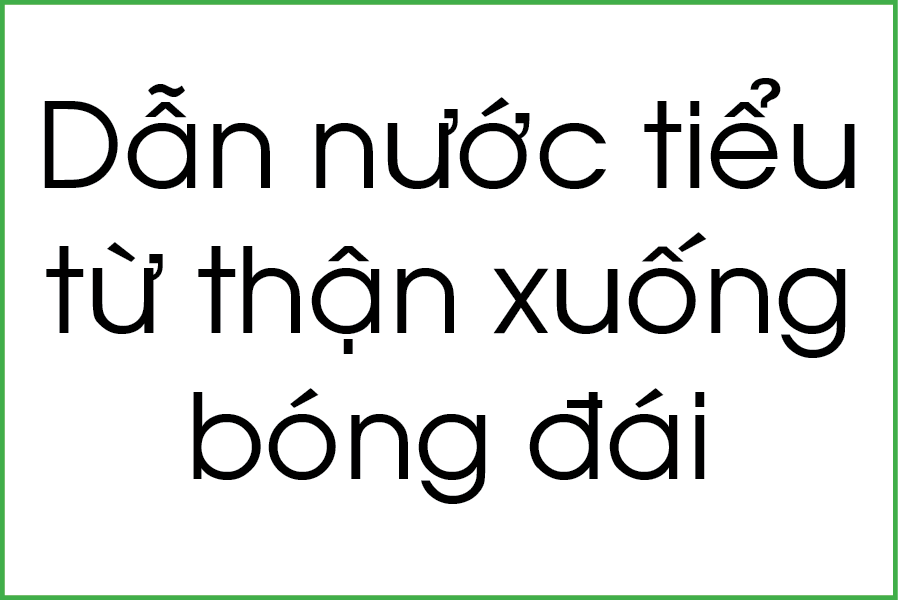 Dẫn nước tiểu
từ thận xuống
bóng đái